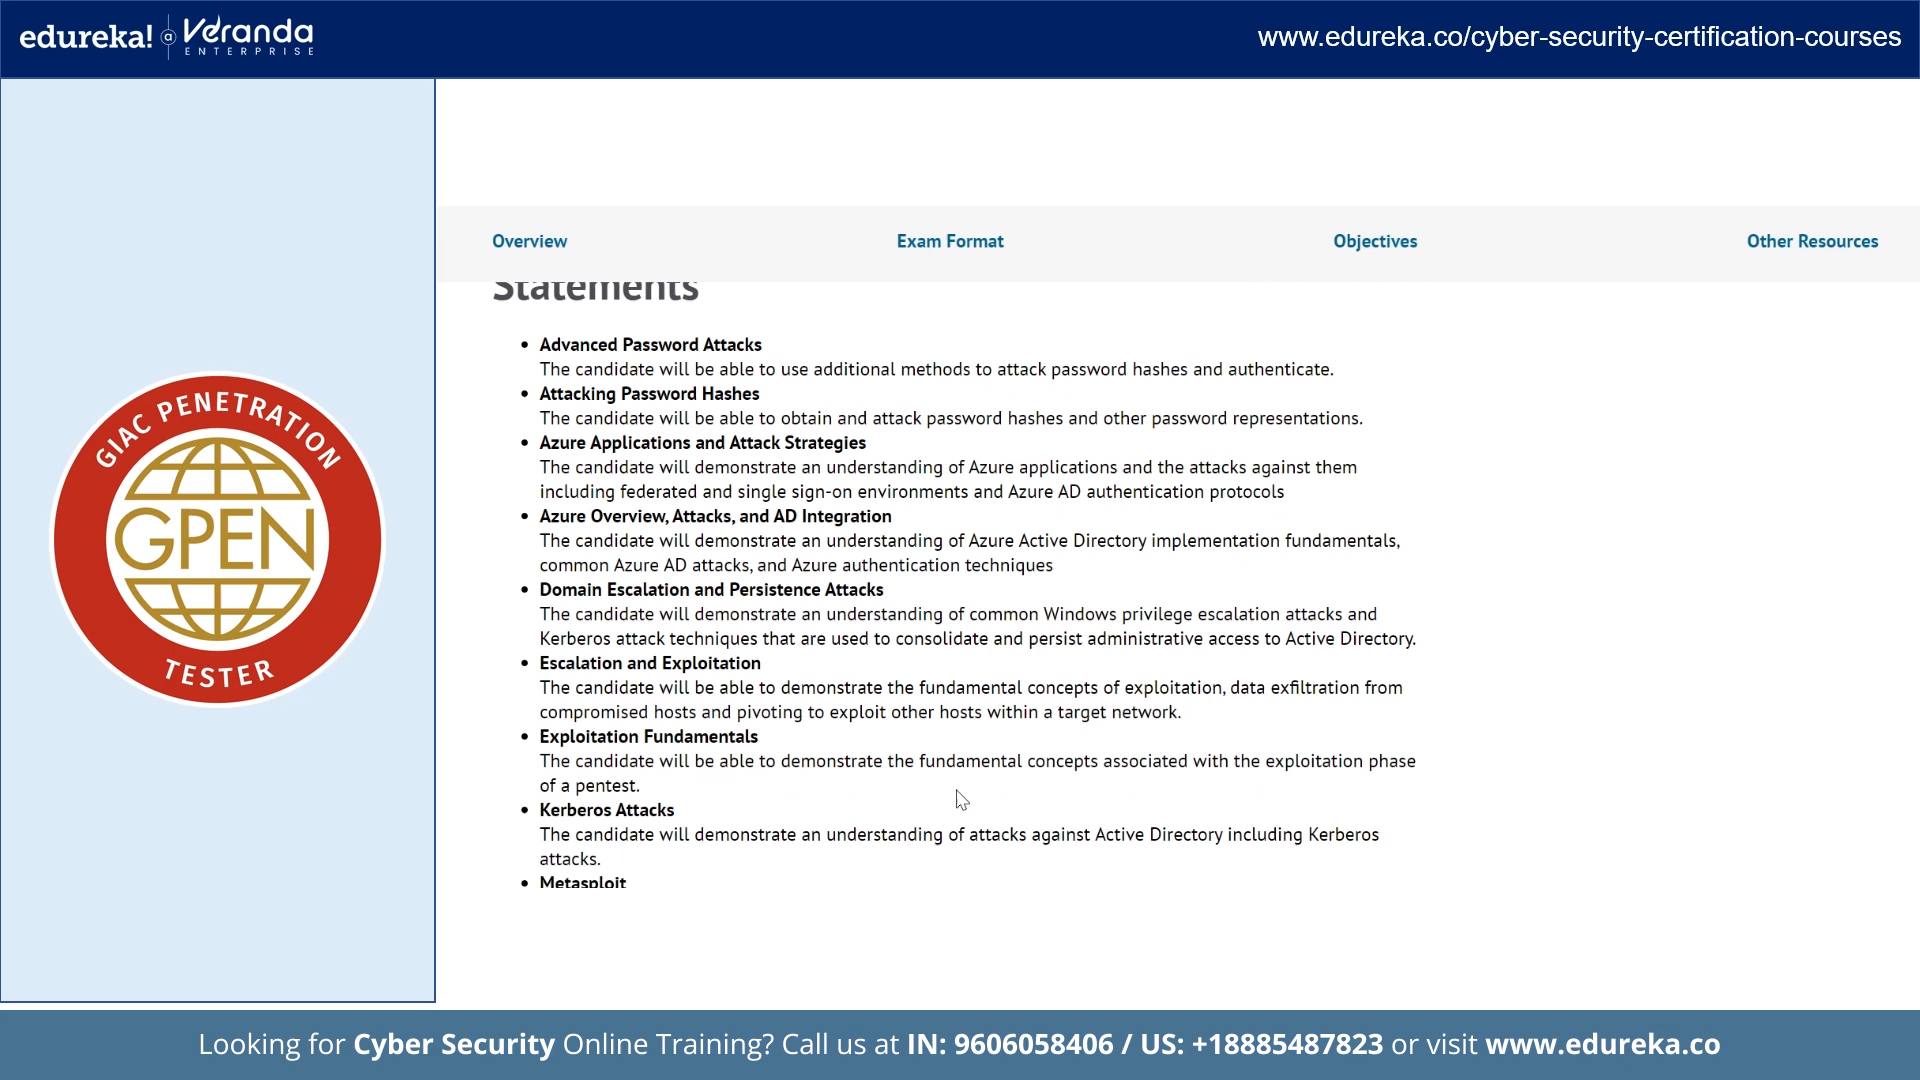 edureka! a Veranda
ENTERPRISE
www.edureka.co/cyber-security-certification-courses
Overview
Exam Format
Objectives
Other Resources
Statements
GIAC PENETRATION
GPEN
TESTER
• Advanced Password Attacks
The candidate will be able to use additional methods to attack password hashes and authenticate.
• Attacking Password Hashes
The candidate will be able to obtain and attack password hashes and other password representations.
• Azure Applications and Attack Strategies
The candidate will demonstrate an understanding of Azure applications and the attacks against them
including federated and single sign-on environments and Azure AD authentication protocols
• Azure Overview, Attacks, and AD Integration
The candidate will demonstrate an understanding of Azure Active Directory implementation fundamentals,
common Azure AD attacks, and Azure authentication techniques
• Domain Escalation and Persistence Attacks
The candidate will demonstrate an understanding of common Windows privilege escalation attacks and
Kerberos attack techniques that are used to consolidate and persist administrative access to Active Directory.
• Escalation and Exploitation
The candidate will be able to demonstrate the fundamental concepts of exploitation, data exfiltration from
compromised hosts and pivoting to exploit other hosts within a target network.
• Exploitation Fundamentals
The candidate will be able to demonstrate the fundamental concepts associated with the exploitation phase
of a pentest.
• Kerberos Attacks
The candidate will demonstrate an understanding of attacks against Active Directory including Kerberos
attacks.
• Metasploit
Looking for Cyber Security Online Training? Call us at IN: 9606058406 / US: +18885487823 or visit www.edureka.co